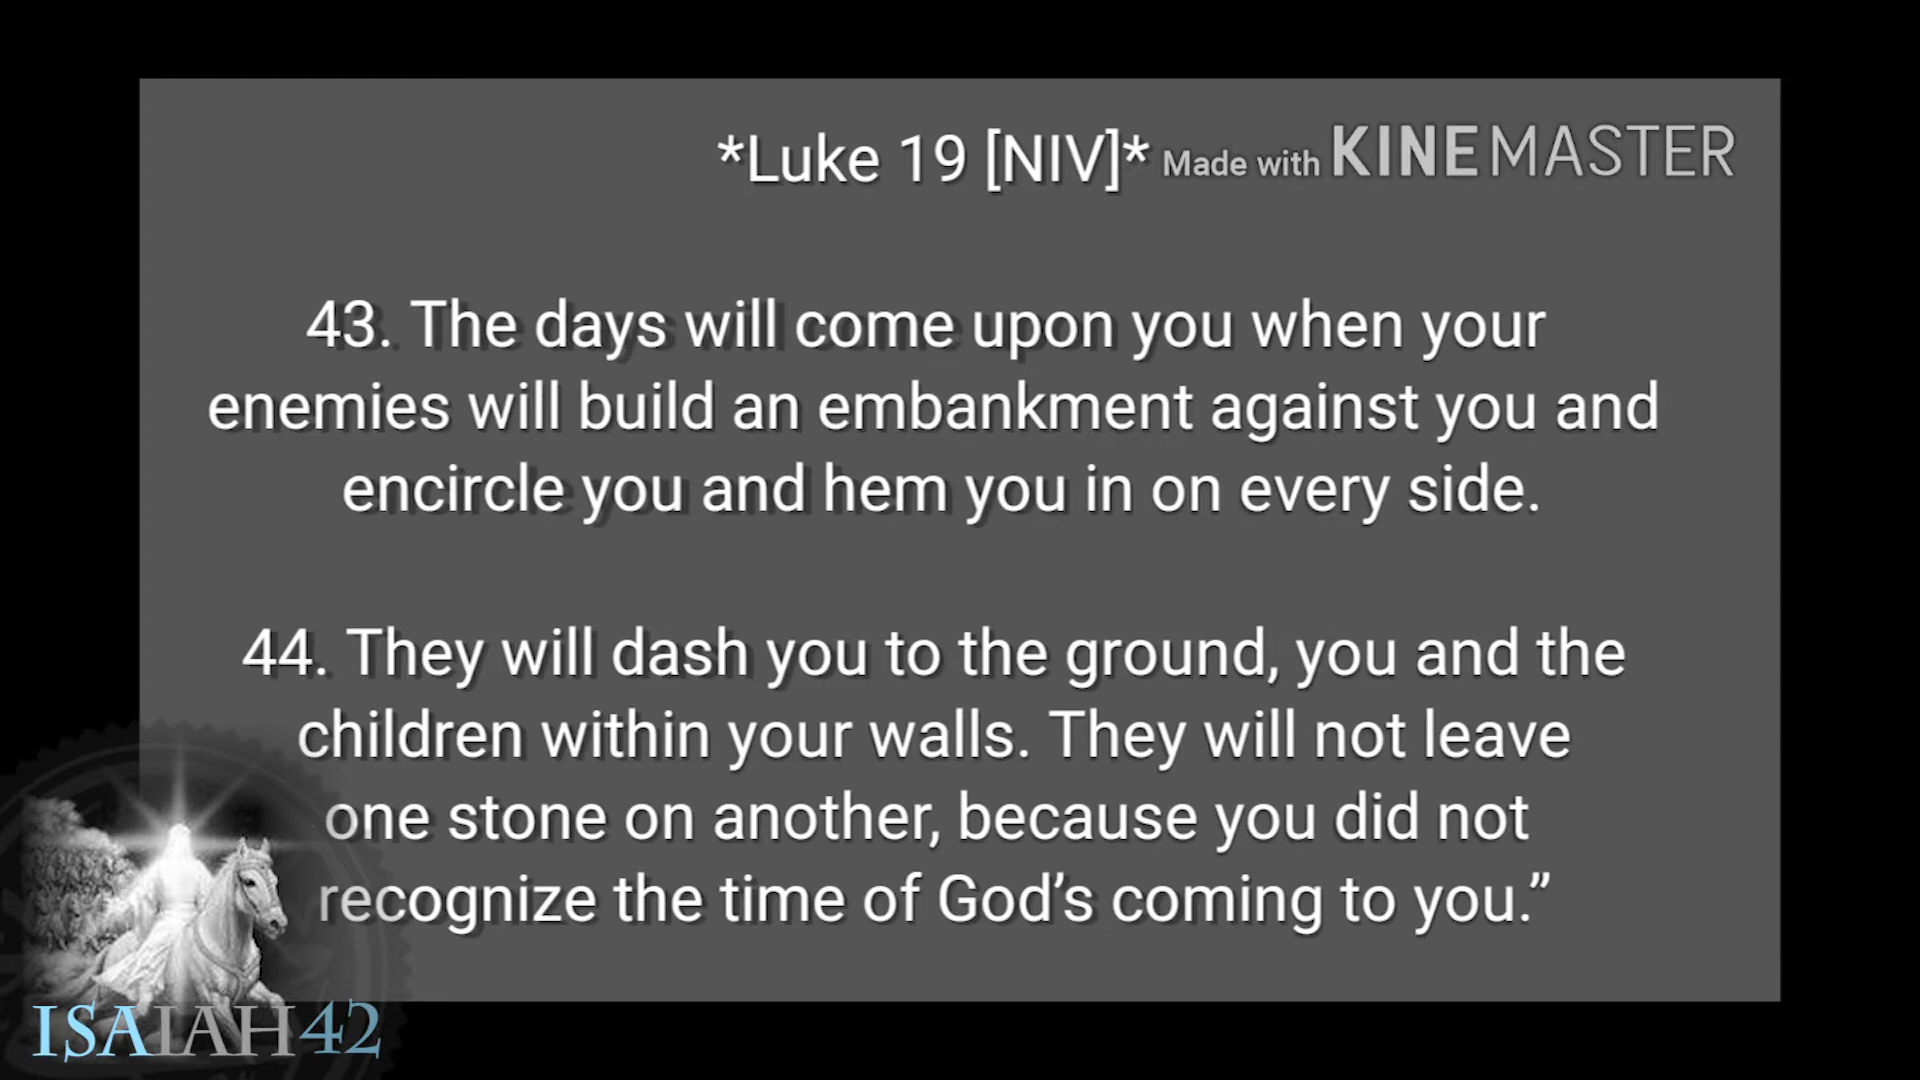 *Luke 19 [NIV]*
Made with KINEMASTER
43. The days will come upon you when your
enemies will build an embankment against you and
encircle you and hem you in on every side.
44. They will dash you to the ground, you and the
children within your walls. They will not leave
one stone on another, because you did not
recognize the time of God’s coming to you.”
ISAIAH 42